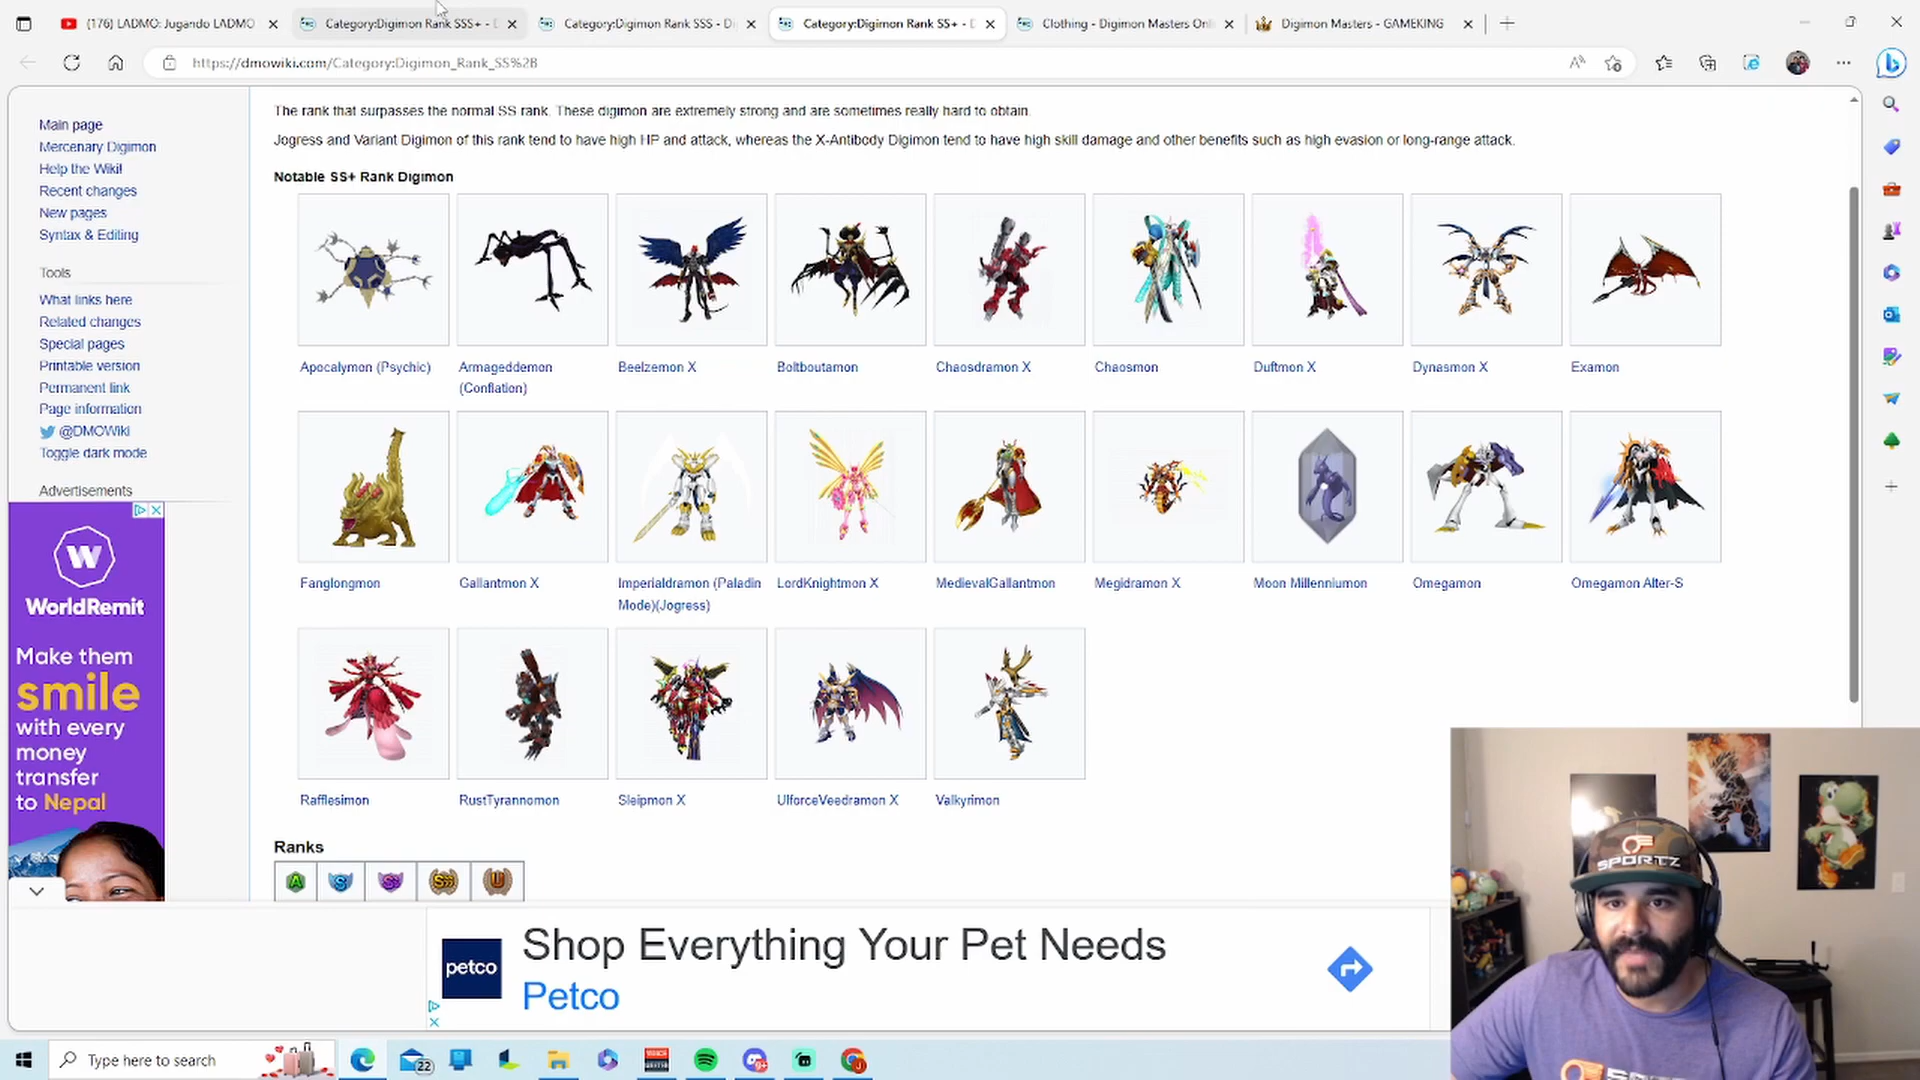 (176) LADMO: Jugando LADMO
Category:Digimon Rank SSS+ -
Category:Digimon Rank SSS - Di
Category:Digimon Rank SS+ - D
Clothing - Digimon Masters Onl
Digimon Masters - GAMEKING
https://dmowiki.com/Category:Digimon_Rank_SS%2B
Main page
Mercenary Digimon
Help the Wiki!
Recent changes
New pages
Syntax & Editing
Tools
What links here
Related changes
Special pages
Printable version
Permanent link
Page information
@DMOWiki
Toggle dark mode
Advertisements
W
WorldRemit
Make them
smile
with every
money
transfer
to Nepal
The rank that surpasses the normal SS rank. These digimon are extremely strong and are sometimes really hard to obtain.
Jogress and Variant Digimon of this rank tend to have high HP and attack, whereas the X-Antibody Digimon tend to have high skill damage and other benefits such as high evasion or long-range attack.
Notable SS+ Rank Digimon
Apocalymon (Psychic)
Armageddemon
(Conflation)
Beelzemon X
Boltboutamon
Chaosdramon X
Chaosmon
Duftmon X
Dynasmon X
Examon
Fanglongmon
Gallantmon X
Imperialdramon (Paladin
Mode)(Jogress)
LordKnightmon X
MedievalGallantmon
Megidramon X
Moon Millenniumon
Omegamon
Omegamon Alter-S
Rafflesimon
RustTyrannomon
Sleipmon X
UlforceVeedramon X
Valkyrimon
Ranks
A
S
SS
U
petco
Shop Everything Your Pet Needs
Petco
SPORTZ
Type here to search
22